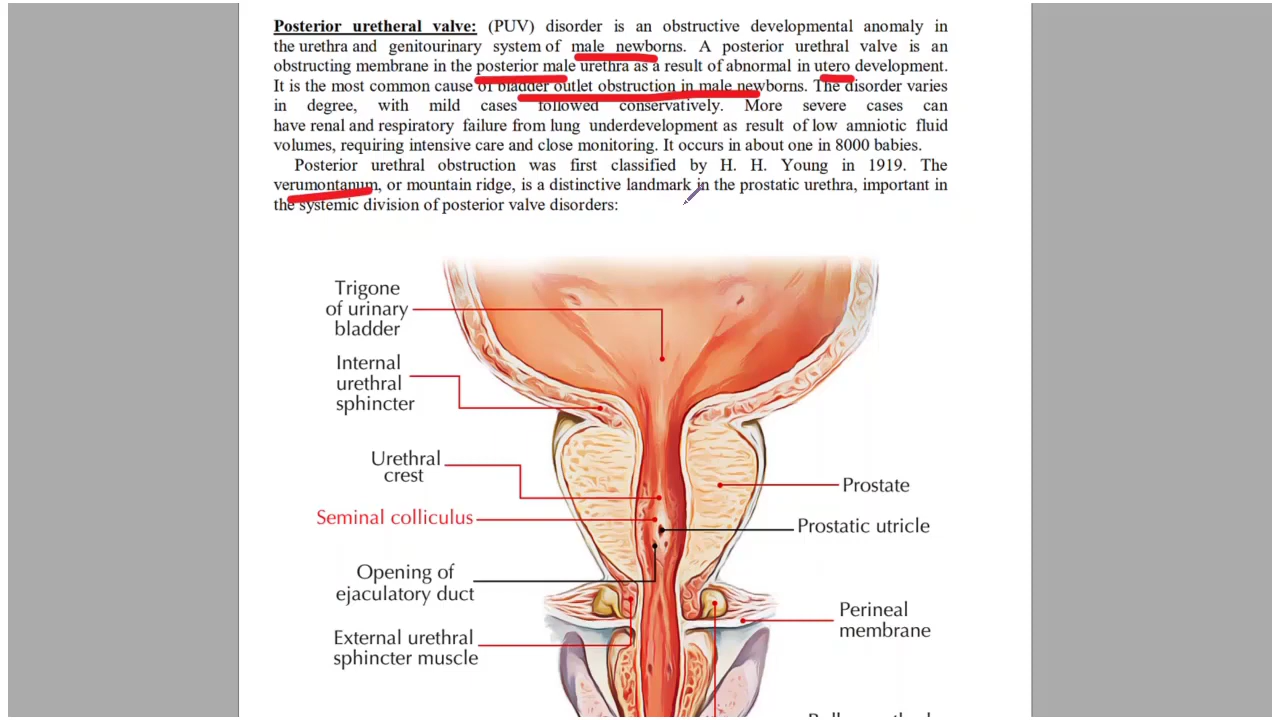 Posterior uretheral valve: (PUV) disorder is an obstructive developmental anomaly in
the urethra and genitourinary system of male newborns. A posterior urethral valve is an
obstructing membrane in the posterior male urethra as a result of abnormal in utero development.
It is the most common cause of bladder outlet obstruction in male newborns. The disorder varies
in degree, with mild cases followed conservatively. More severe cases can
have renal and respiratory failure from lung underdevelopment as result of low amniotic fluid
volumes, requiring intensive care and close monitoring. It occurs in about one in 8000 babies.
Posterior urethral obstruction was first classified by H. H. Young in 1919. The
verumontanum, or mountain ridge, is a distinctive landmark in the prostatic urethra, important in
the systemic division of posterior valve disorders:
Trigone
of urinary
bladder
Internal
urethral
sphincter
Urethral
crest
Seminal colliculus
Opening of
ejaculatory duct
External urethral
sphincter muscle
Prostate
Prostatic utricle
Perineal
membrane